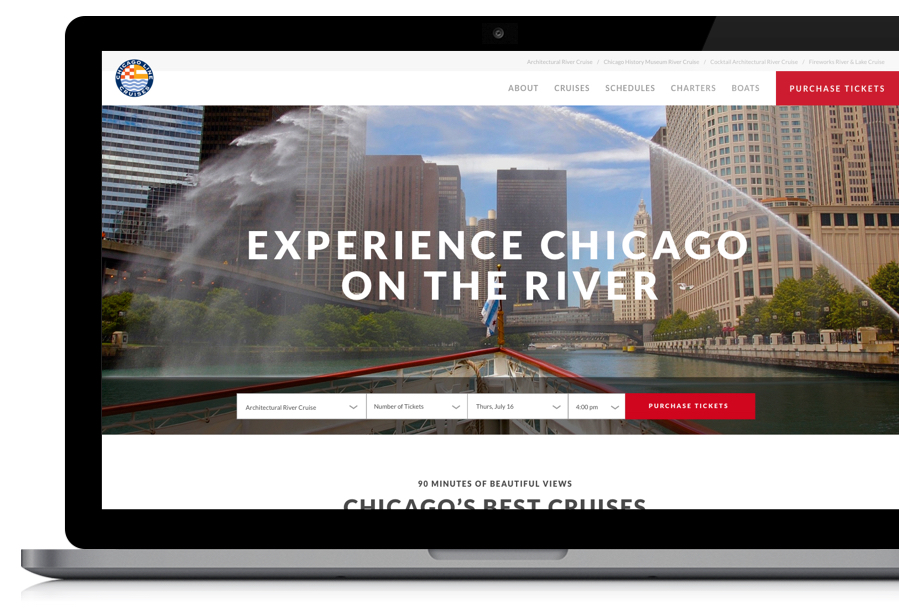 CHICAGO LINE
CRUISES
Architectural River Cruise / Chicago History Museum River Cruise / Cocktail Architectural River Cruise / Fireworks River & Lake Cruise
ABOUT CRUISES SCHEDULES CHARTERS BOATS PURCHASE TICKETS
EXPERIENCE CHICAGO
ON THE RIVER
Architectural River Cruise Number of Tickets Thurs, July 16 4:00 pm PURCHASE TICKETS
90 MINUTES OF BEAUTIFUL VIEWS
CHICAGO'S BEST CRUISES